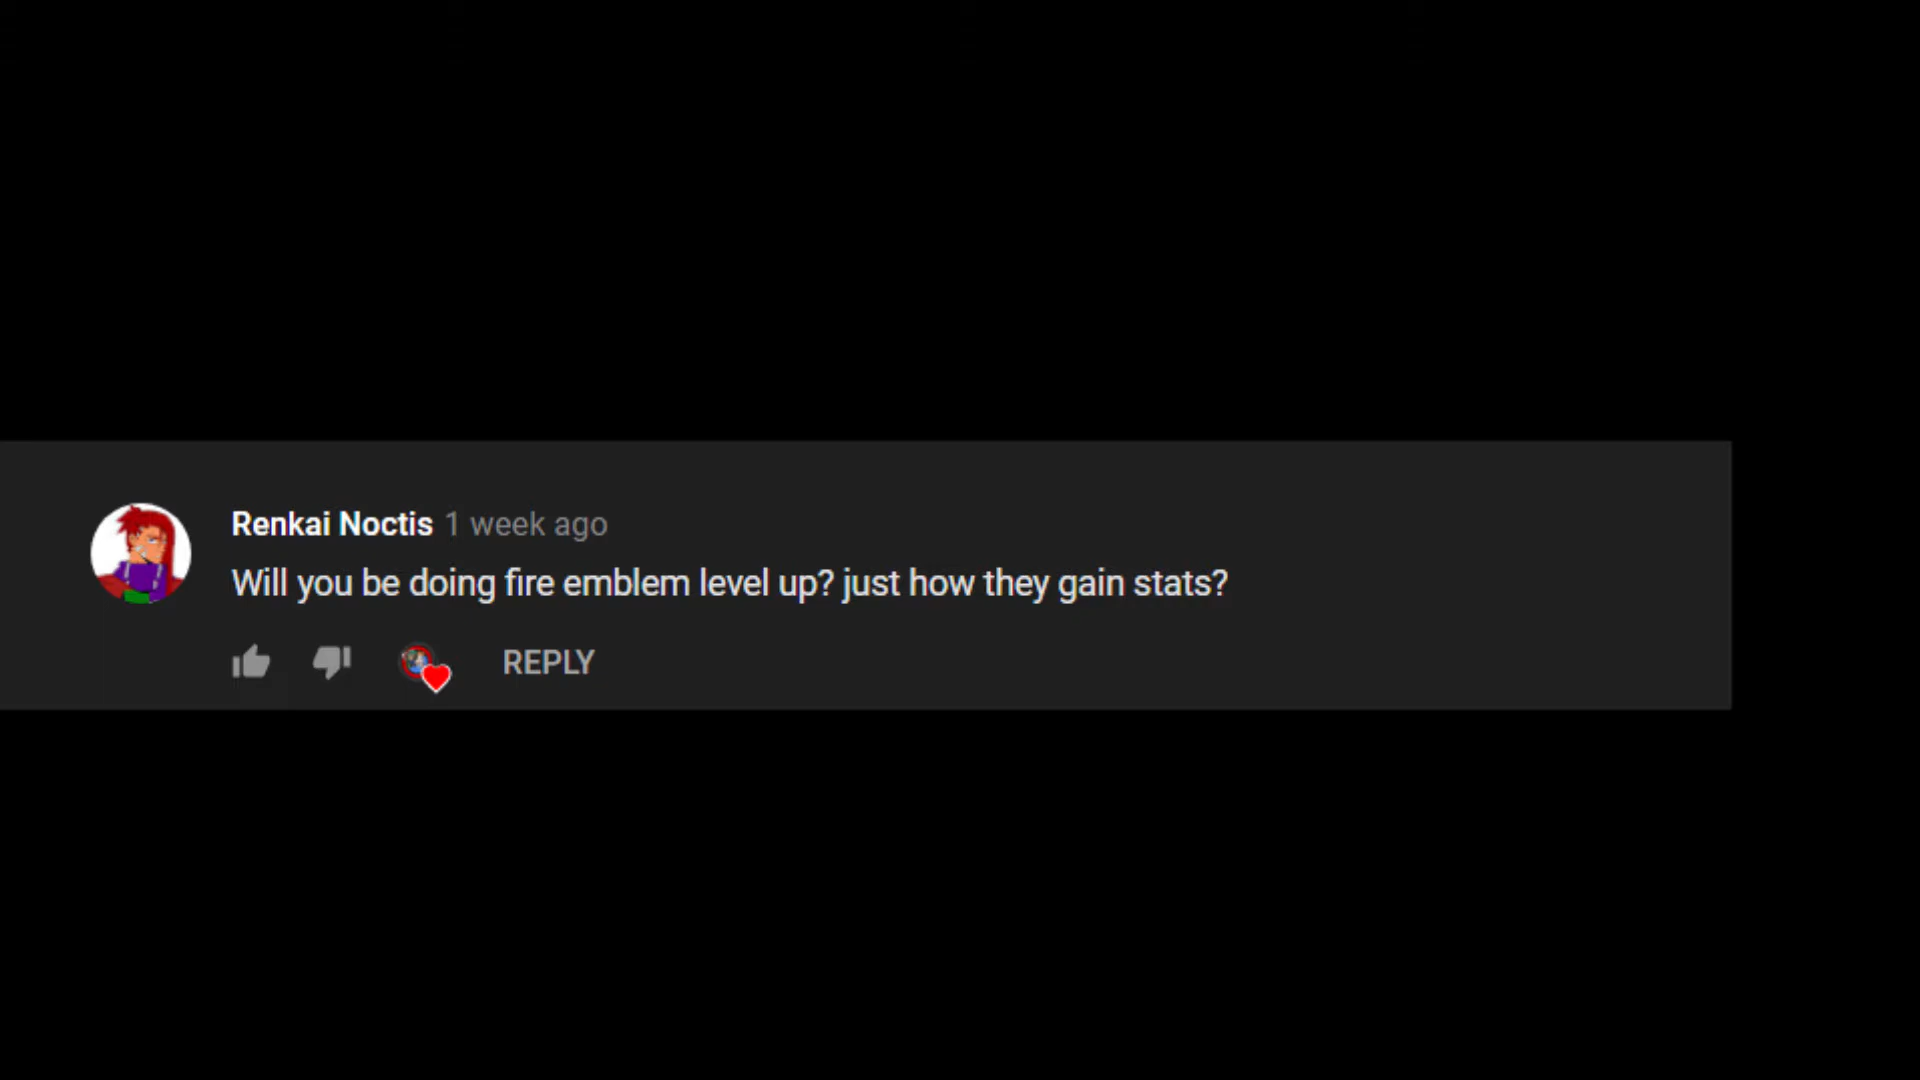 Renkai Noctis 1 week ago
Will you be doing fire emblem level up? just how they gain stats?
REPLY